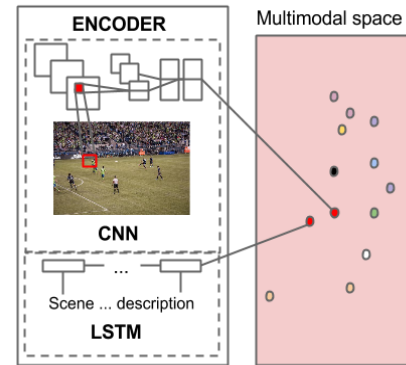 ENCODER
Multimodal space
CNN
...
Scene ... description
LSTM